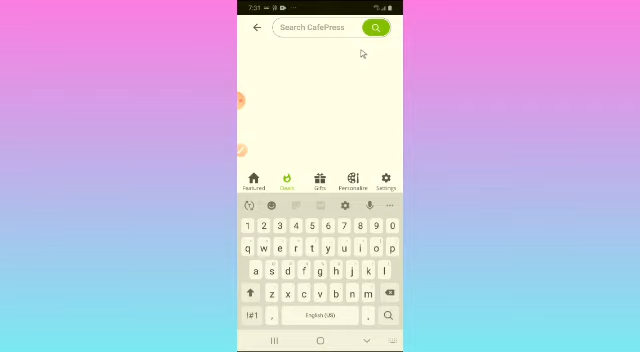 7:31
Search CafePress
Featured Deals Gifts Personalize Settings
1 2 3 4 5 6 7 8 9 0
q w e r t y u i o p
a s d f g h j k l
z x c v b n m
!#1 , English (US) .